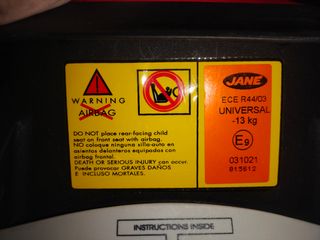 WARNING
AIRBAG
DO NOT place rear-facing child
seat on front seat with airbag.
No coloque ninguna silla-auto en
asientos delanteros equipados con
airbag frontal.
DEATH OR SERIOUS INJURY can occur.
Puede provocar GRAVES DAÑOS
E INCLUSO MORTALES.
JANE
ECE R44/03
UNIVERSAL
-13 kg
E9
031021
INSTRUCTIONS INSIDE